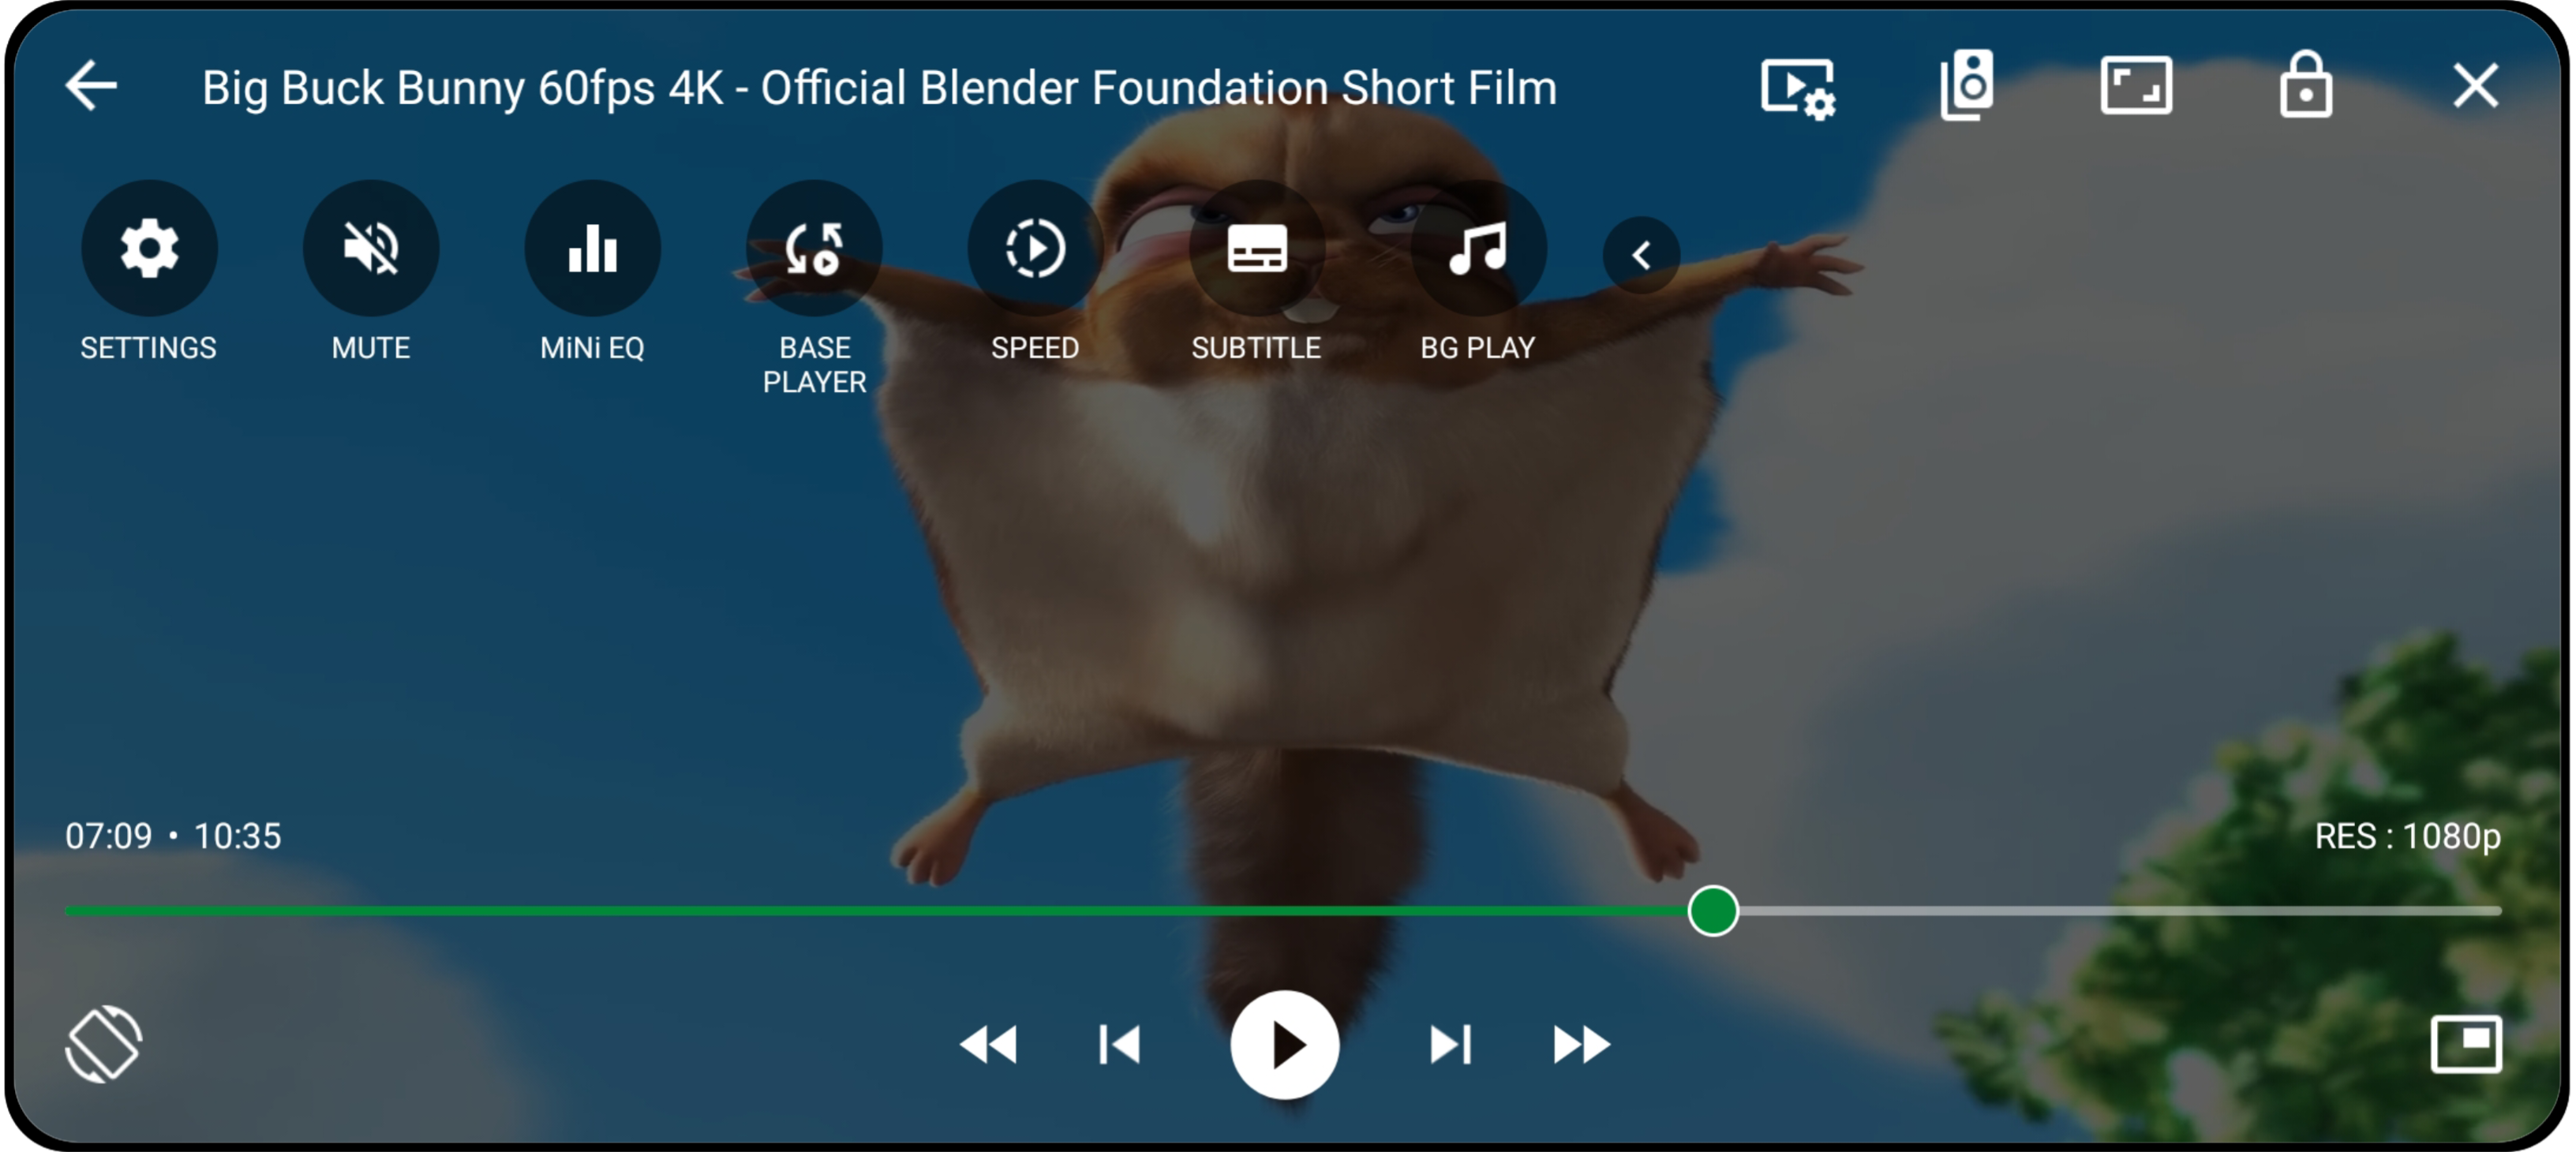 Big Buck Bunny 60fps 4K - Official Blender Foundation Short Film
SETTINGS
MUTE
MiNi EQ
BASE
PLAYER
SPEED
SUBTITLE
BG PLAY
07:09 • 10:35
RES : 1080p